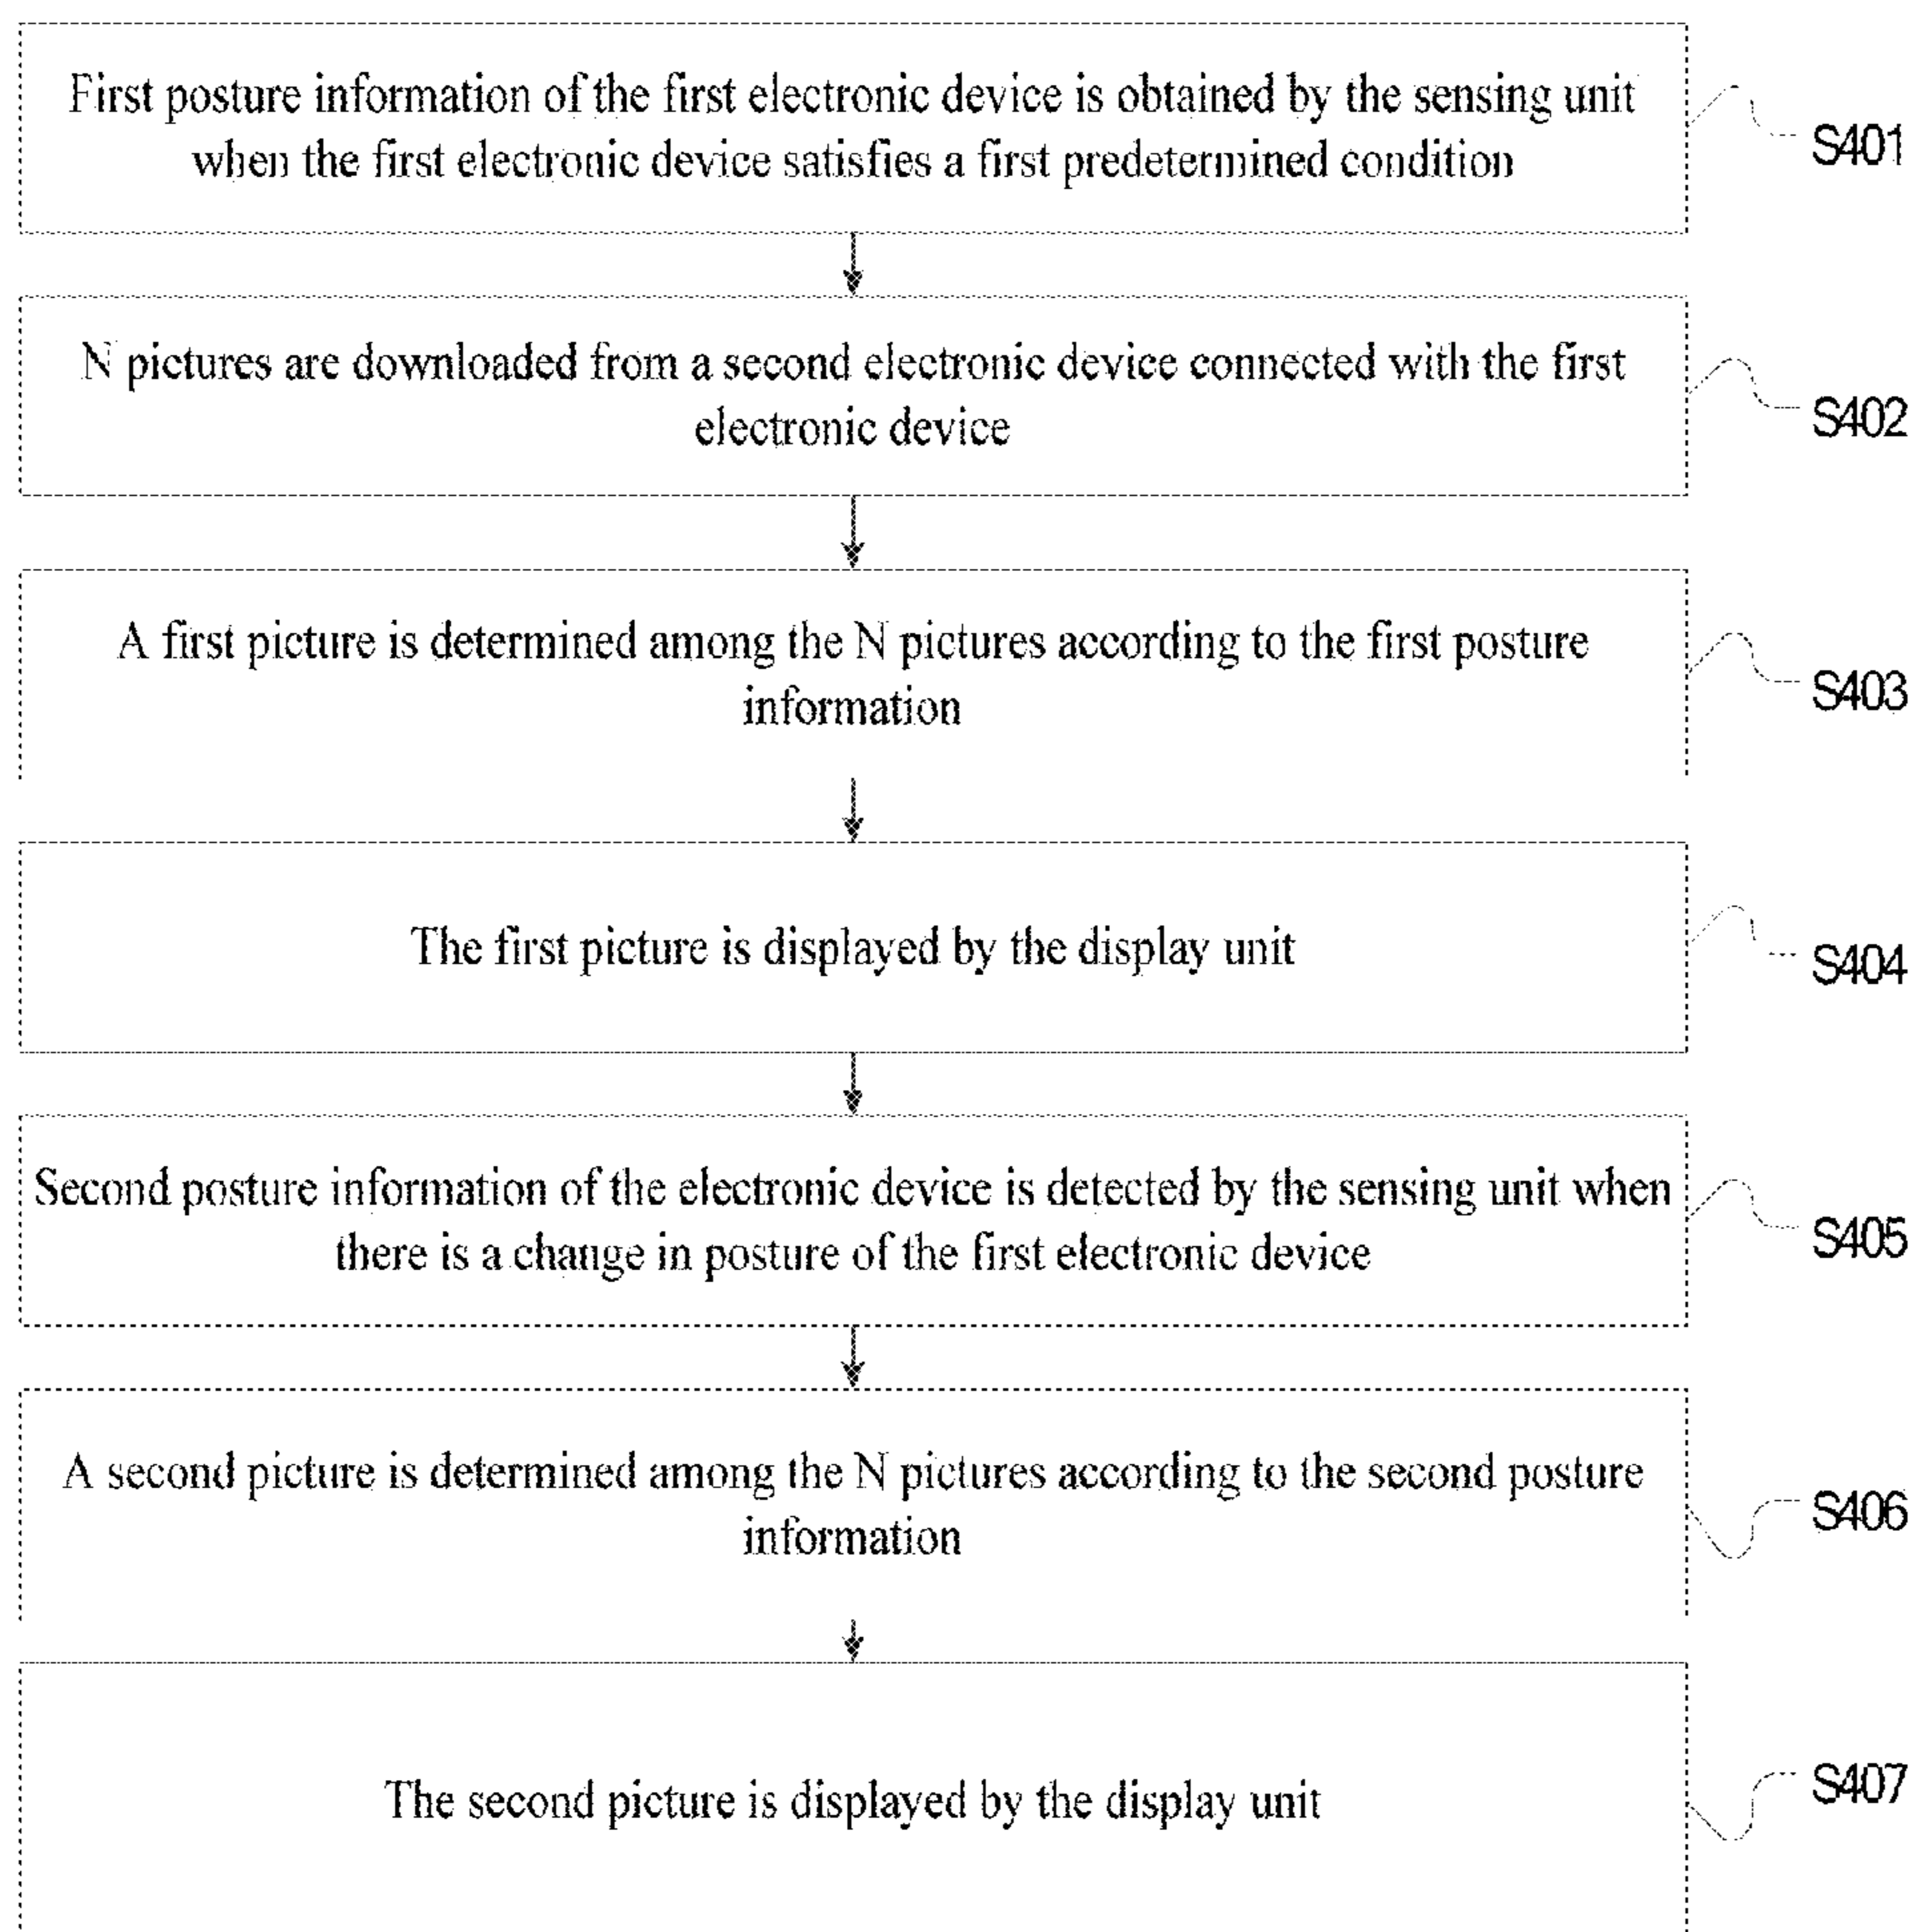 First posture information of the first electronic device is obtained by the sensing unit
when the first electronic device satisfies a first predetermined condition
S401
N pictures are downloaded from a second electronic device connected with the first
electronic device
S402
A first picture is determined among the N pictures according to the first posture
information
S403
The first picture is displayed by the display unit
S404
Second posture information of the electronic device is detected by the sensing unit when
there is a change in posture of the first electronic device
S405
A second picture is determined among the N pictures according to the second posture
information
S406
The second picture is displayed by the display unit
S407